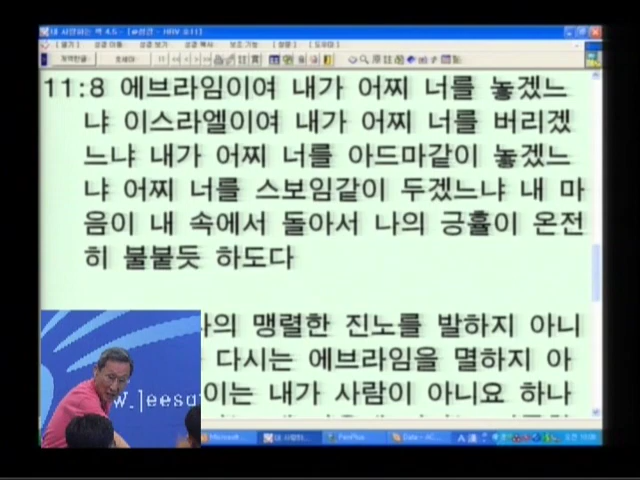 11:8 에브라임이여 내가 어찌 너를 놓겠느
냐 이스라엘이여 내가 어찌 너를 버리겠
느냐 내가 어찌 너를 아드마같이 놓겠느
냐 어찌 너를 스보임같이 두겠느냐 내 마
음이 내 속에서 돌아서 나의 긍휼이 온전
히 불붙듯 하도다
나의 맹렬한 진노를 발하지 아니
다시는 에브라임을 멸하지 아
이는 내가 사람이 아니요 하나
w.leesu
Microsoft
PenPlus
Data - AC